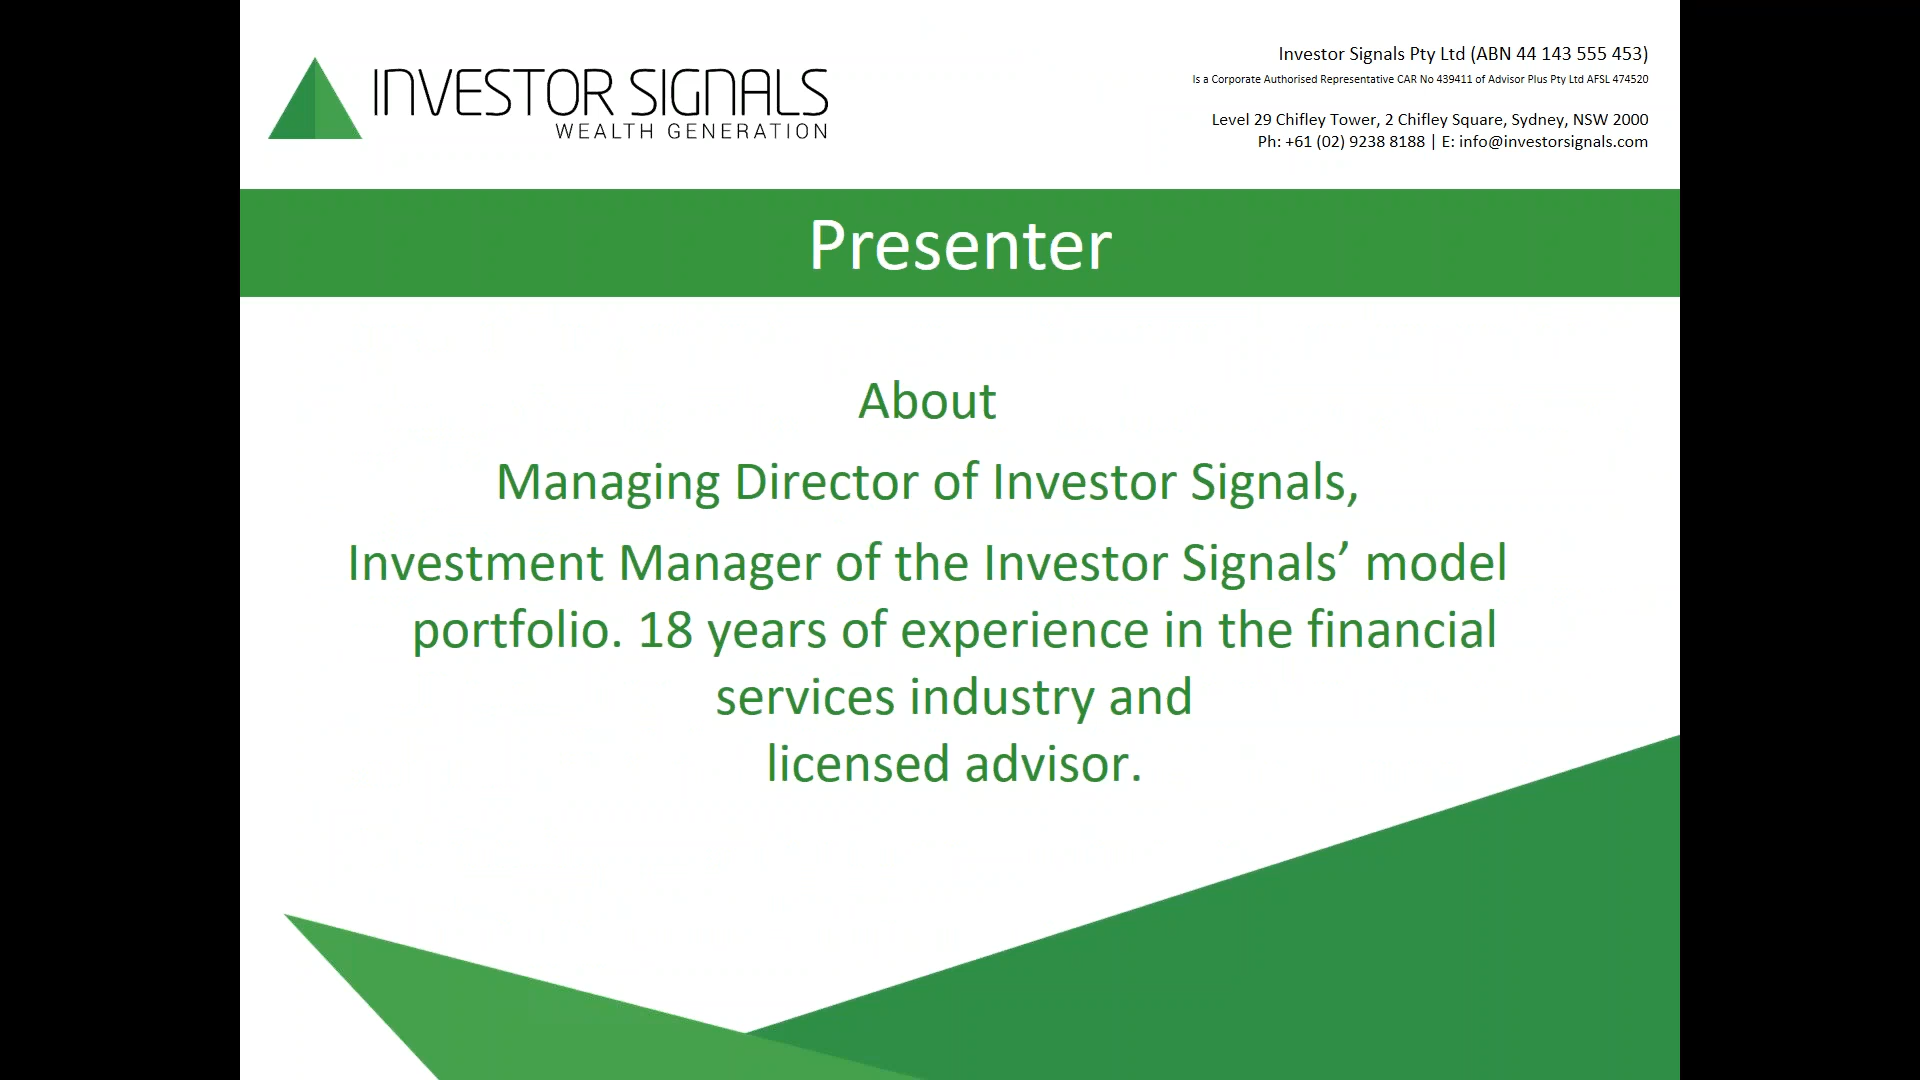 INVESTOR SIGNALS
WEALTH GENERATION
Investor Signals Pty Ltd (ABN 44 143 555 453)
Is a Corporate Authorised Representative CAR No 439411 of Advisor Plus Pty Ltd AFSL 474520
Level 29 Chifley Tower, 2 Chifley Square, Sydney, NSW 2000
Ph: +61 (02) 9238 8188 | E: info@investorsignals.com
Presenter
About
Managing Director of Investor Signals,
Investment Manager of the Investor Signals’ model
portfolio. 18 years of experience in the financial
services industry and
licensed advisor.